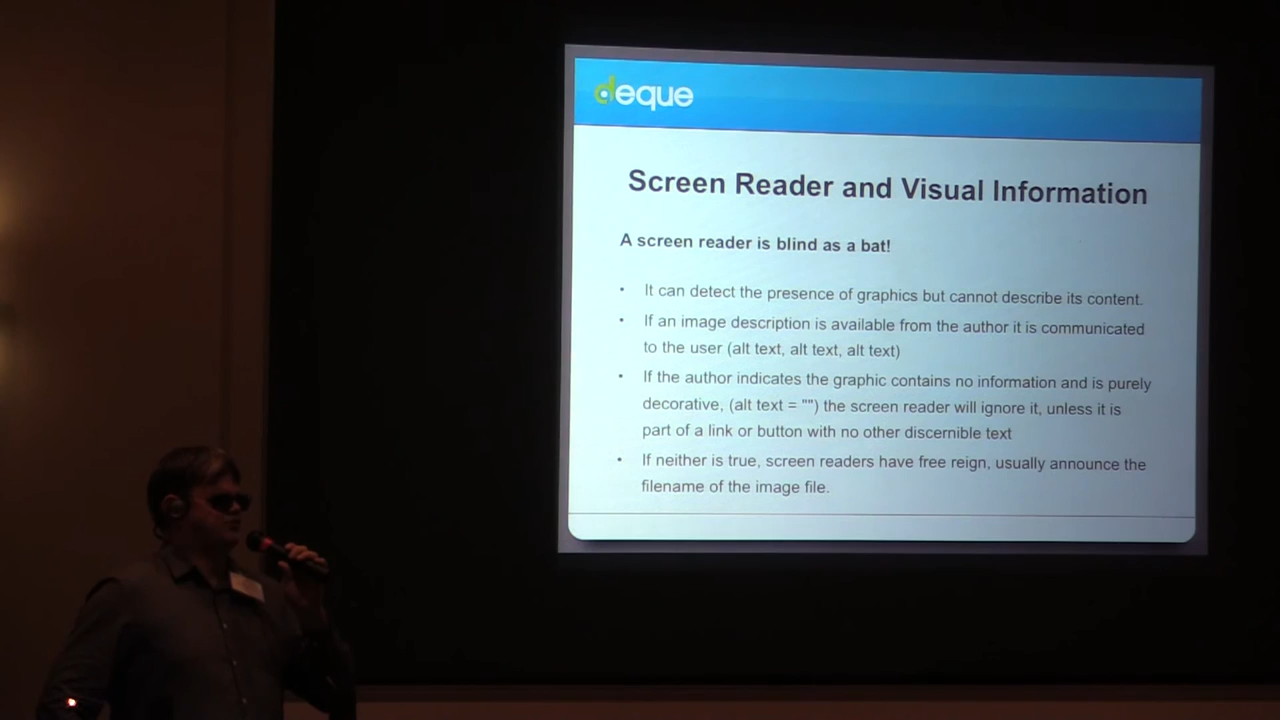 deque
Screen Reader and Visual Information
A screen reader is blind as a bat!
• It can detect the presence of graphics but cannot describe its content.
• If an image description is available from the author it is communicated
to the user (alt text, alt text, alt text)
• If the author indicates the graphic contains no information and is purely
decorative, (alt text = "") the screen reader will ignore it, unless it is
part of a link or button with no other discernible text
• If neither is true, screen readers have free reign, usually announce the
filename of the image file.